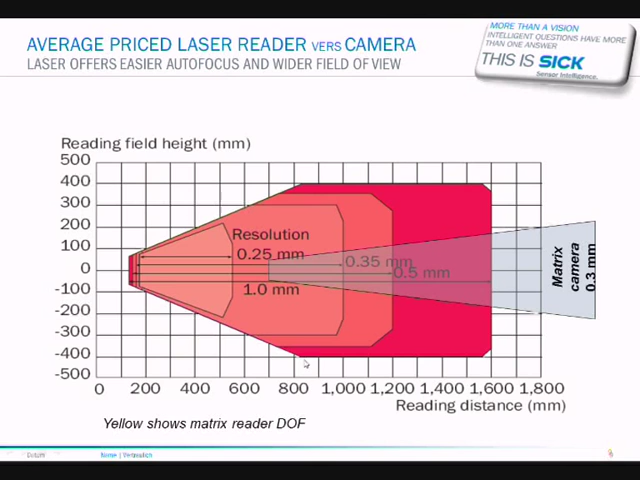 AVERAGE PRICED LASER READER VERS CAMERA
LASER OFFERS EASIER AUTOFOCUS AND WIDER FIELD OF VIEW
MORE THAN A VISION
INTELLIGENT QUESTIONS HAVE MORE
THAN ONE ANSWER
THIS IS SICK
Sensor Intelligence.
Reading field height (mm)
500
400
300
200
100
0
-100
-200
-300
-400
-500
Resolution
0.25 mm
0.35 mm
0.5 mm
1.0 mm
Matrix
camera
0.3 mm
0 200 400 600 800 1,000 1,200 1,400 1,600 1,800
Reading distance (mm)
Yellow shows matrix reader DOF